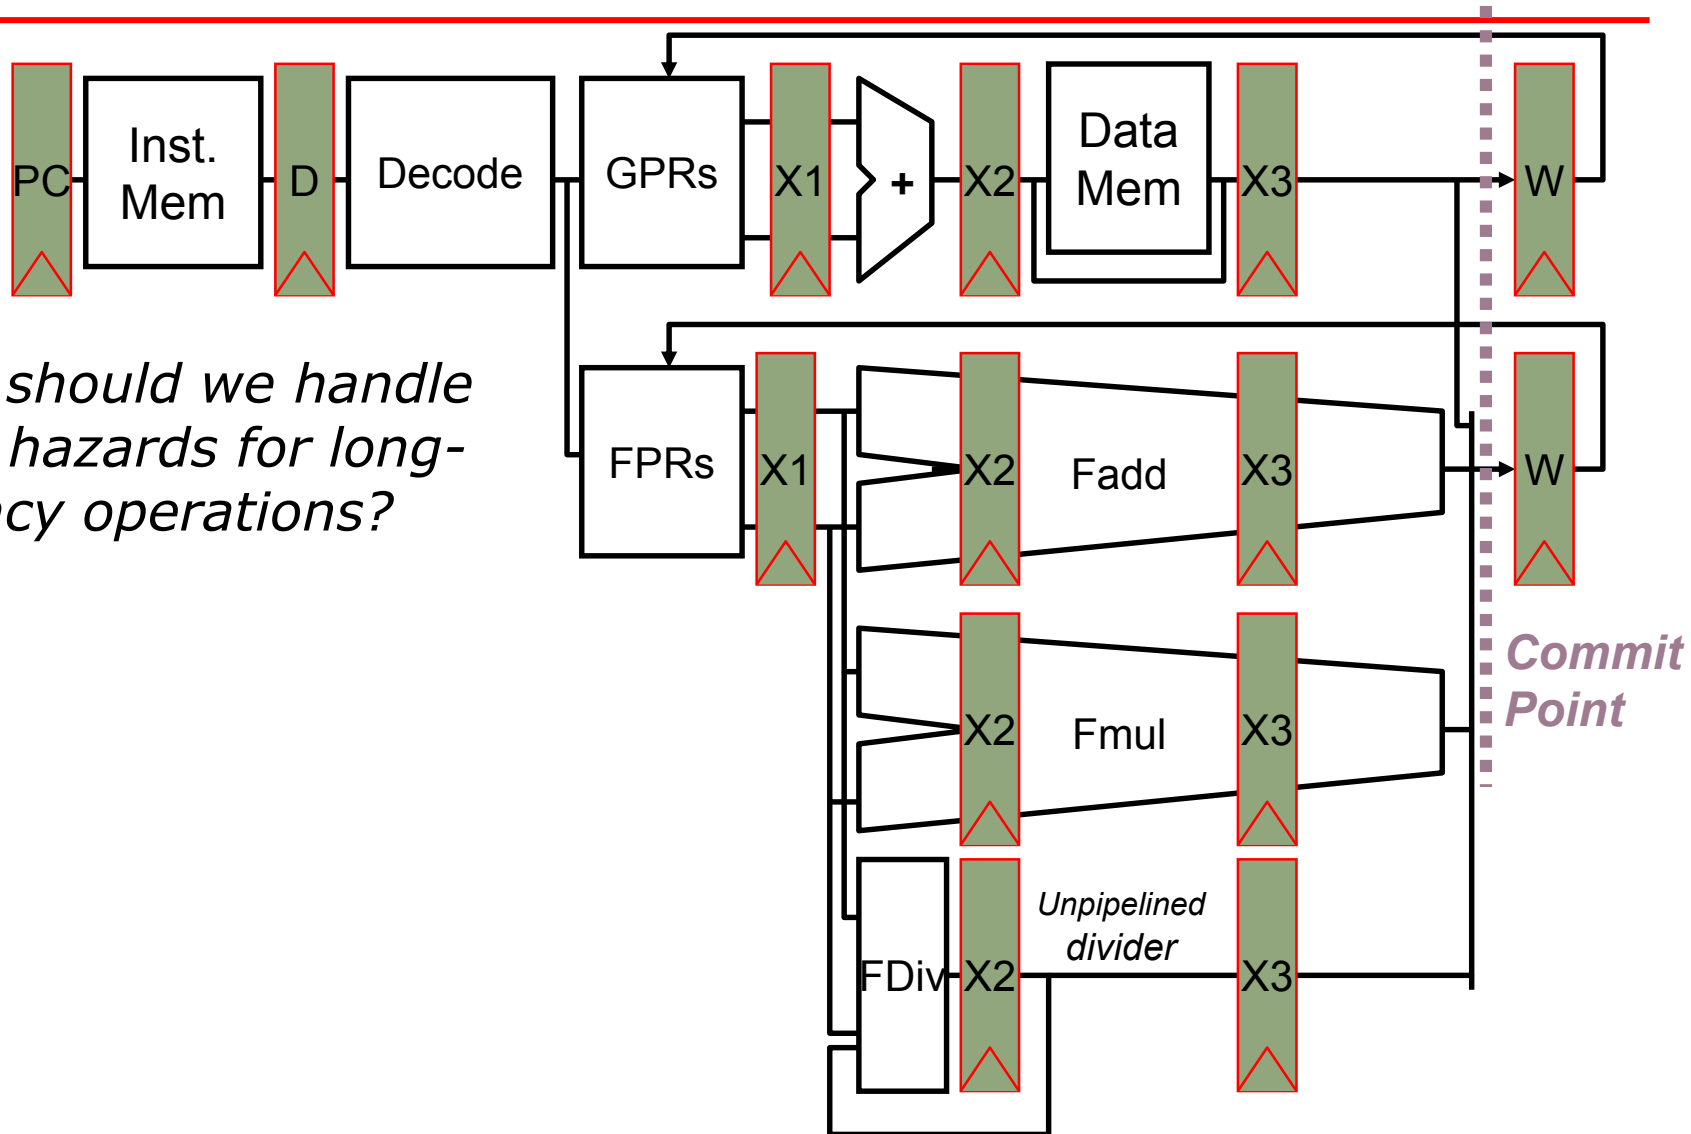 PC
Inst.
Mem
D
Decode
GPRs
X1
+
X2
Data
Mem
X3
W
should we handle
hazards for long-
ncy operations?
FPRs
X1
X2
Fadd
X3
W
X2
Fmul
X3
Commit
Point
FDiv
X2
Unpipelined
divider
X3